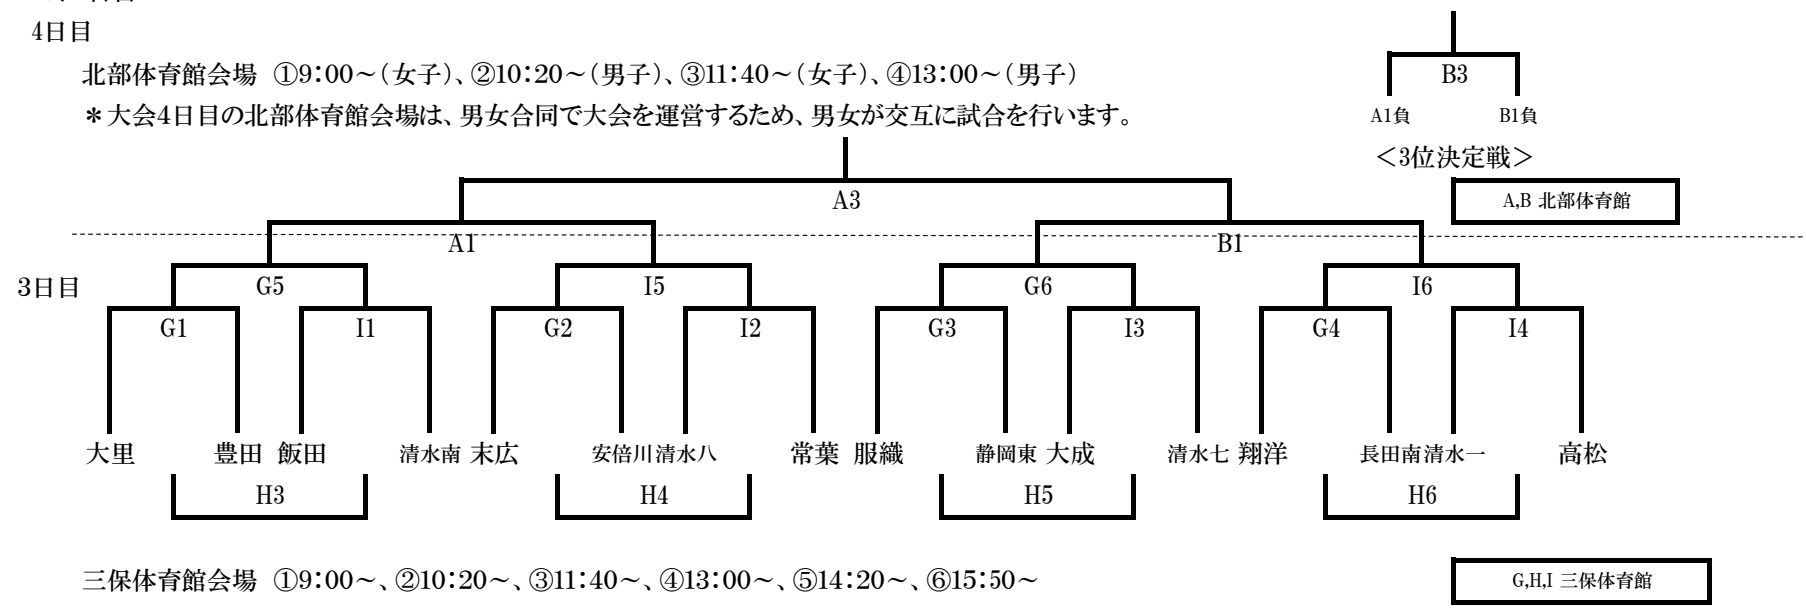 4日目
北部体育館会場 ①9:00～(女子)、②10:20～(男子)、③11:40～(女子)、④13:00～(男子)
＊大会4日目の北部体育館会場は、男女合同で大会を運営するため、男女が交互に試合を行います。
B3
A1負 B1負
＜3位決定戦＞
A3
A,B 北部体育館
A1 B1
3日目
G5 I5 G6 I6
G1 I1 G2 I2 G3 I3 G4 I4
大里 豊田 飯田 清水南 末広 安倍川 清水八 常葉 服織 静岡東 大成 清水七 翔洋 長田南 清水一 高松
H3 H4 H5 H6
三保体育館会場 ①9:00～、②10:20～、③11:40～、④13:00～、⑤14:20～、⑥15:50～
G,H,I 三保体育館